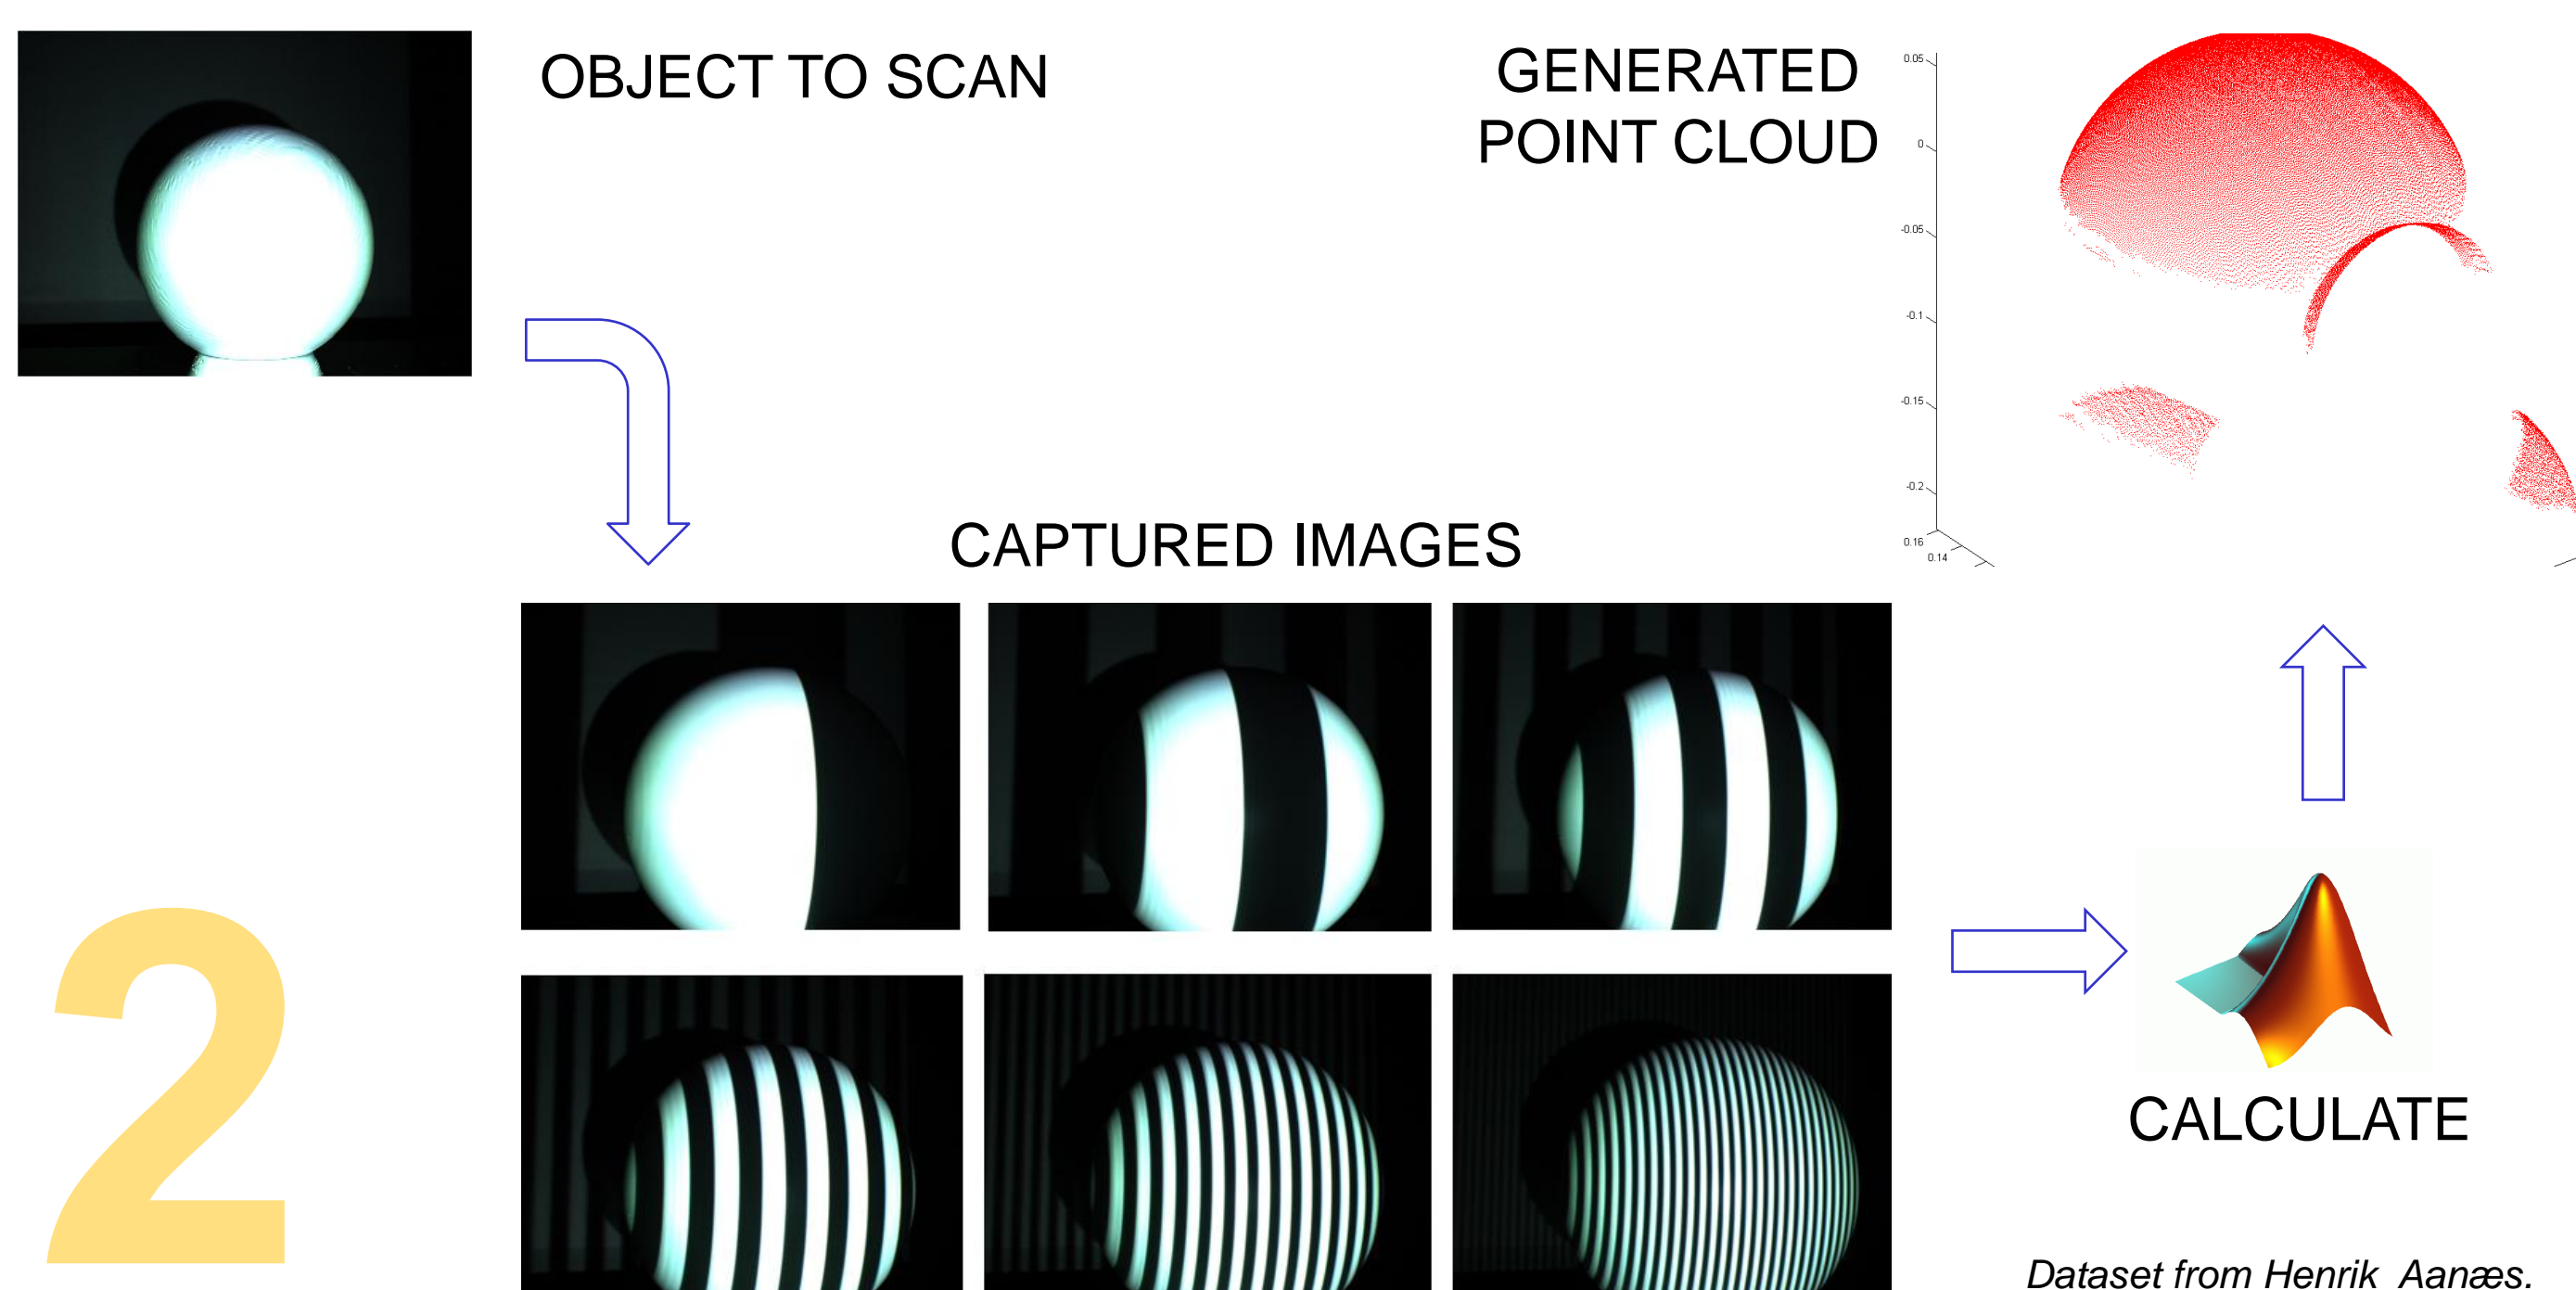 OBJECT TO SCAN
GENERATED
POINT CLOUD
0.05
0
-0.05
-0.1
-0.15
-0.2
0.16
0.14
CAPTURED IMAGES
2
CALCULATE
Dataset from Henrik Aanæs.